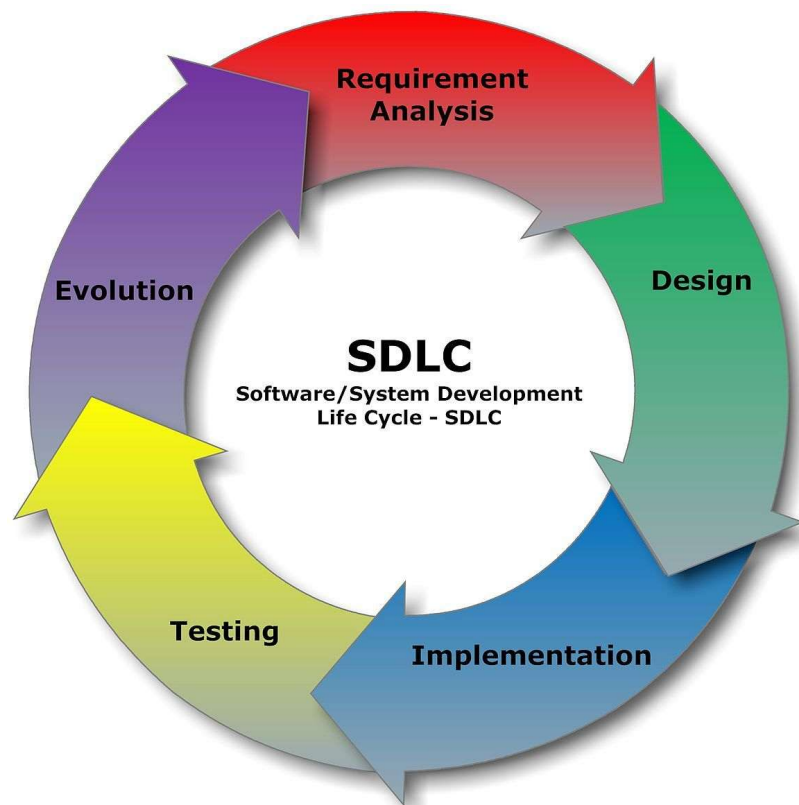 Requirement
Analysis
Design
Evolution
SDLC
Software/System Development
Life Cycle - SDLC
Testing
Implementation